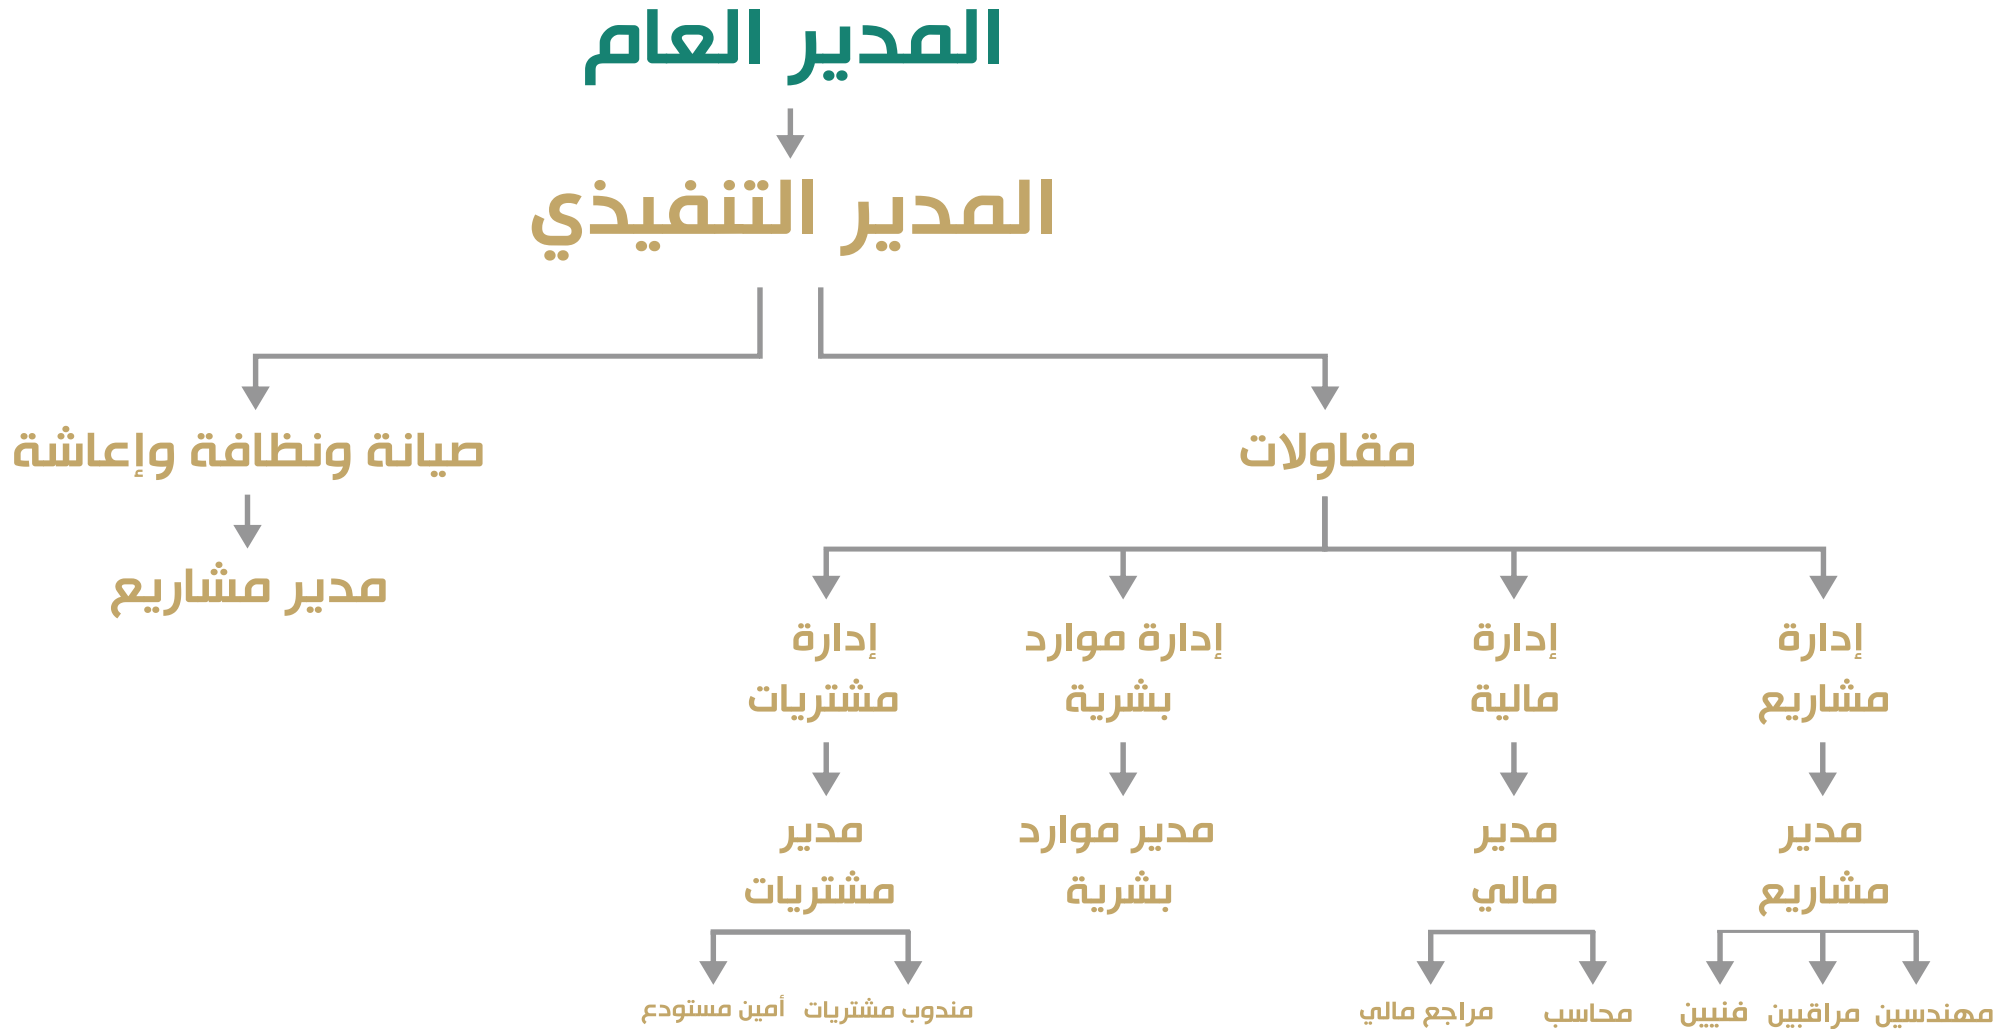 المدير العام
المدير التنفيذي
مقاولات
صيانة ونظافة وإعاشة
مدير مشاريع
إدارة
مشاريع
إدارة
مالية
إدارة موارد
بشرية
إدارة
مشتريات
مدير
مشاريع
مدير
مالي
مدير موارد
بشرية
مدير
مشتريات
مهندسين
مراقبين
فنيين
محاسب
مراجع مالي
مندوب مشتريات
أمين مستودع